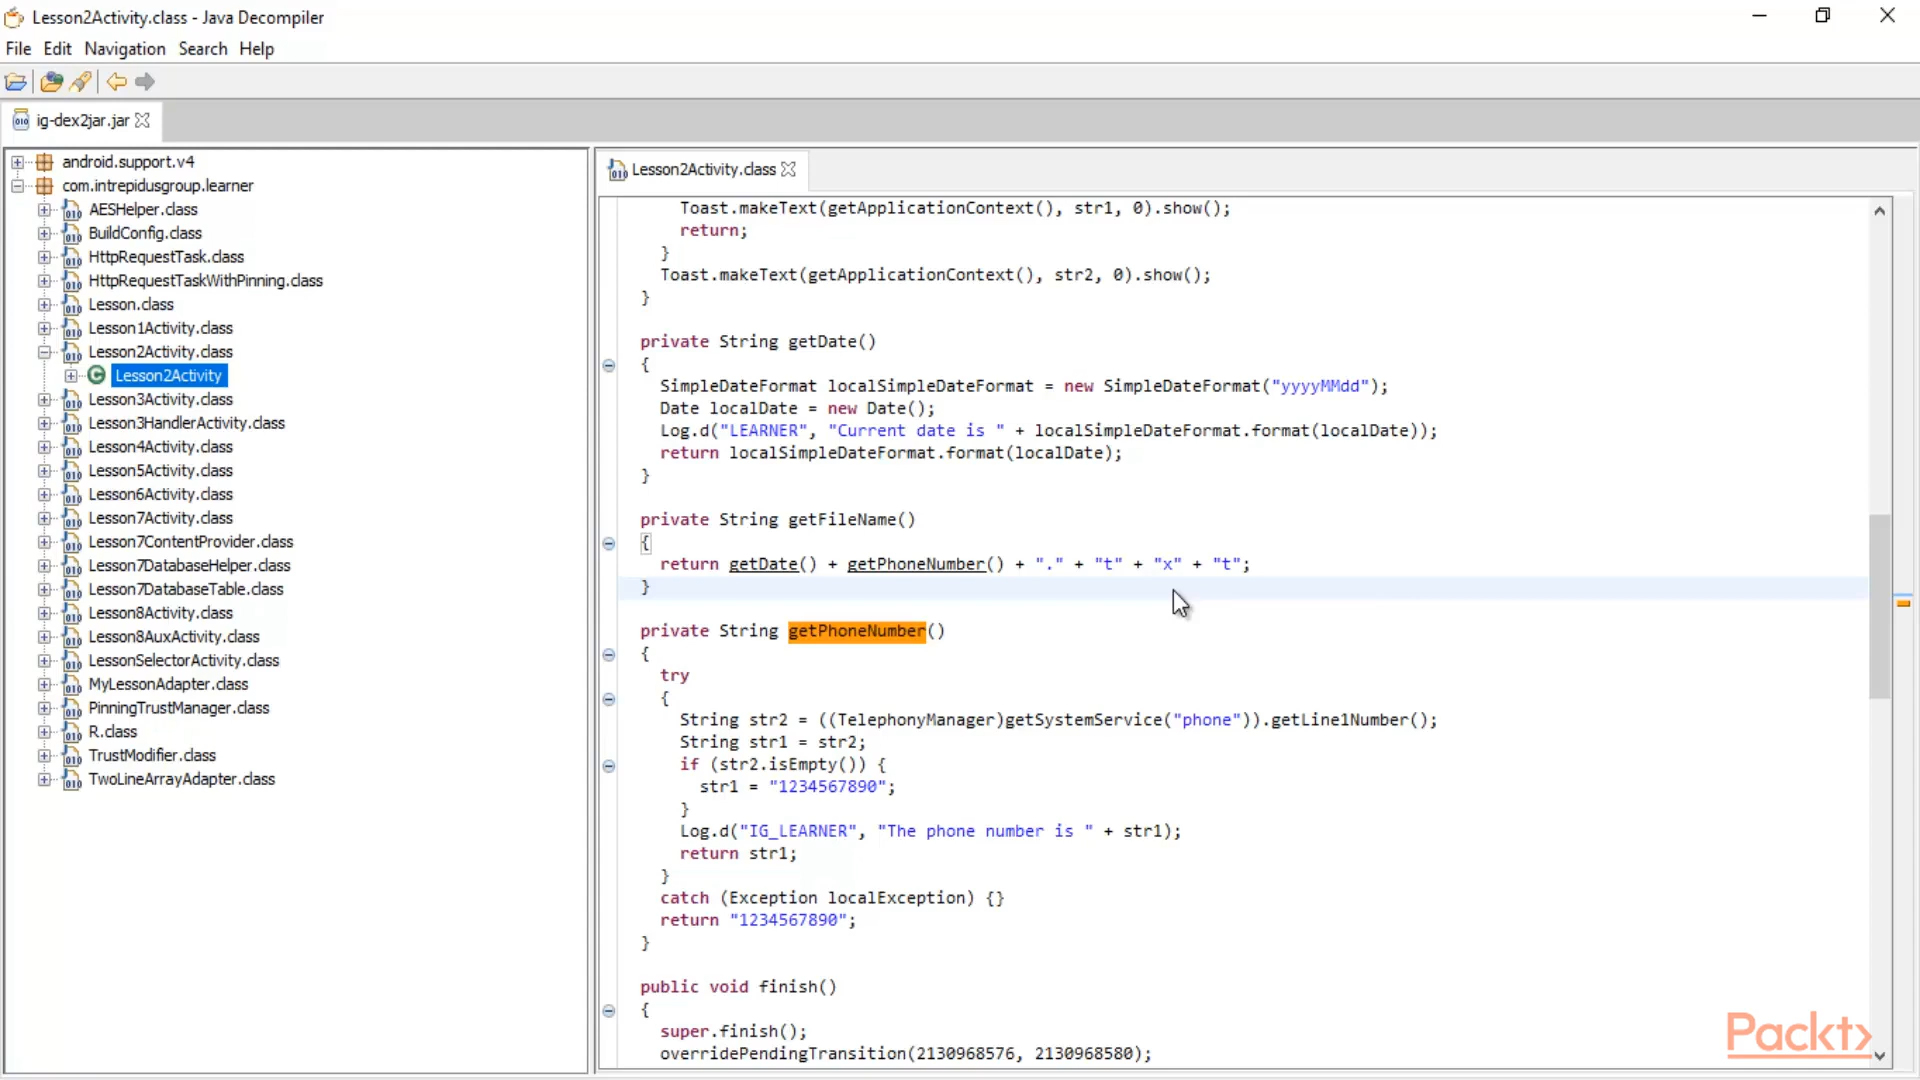 Lesson2Activity.class - Java Decompiler
File Edit Navigation Search Help
ig-dex2jar.jar
android.support.v4
com.intrepidusgroup.learner
AESHelper.class
BuildConfig.class
HttpRequestTask.class
HttpRequestTaskWithPinning.class
Lesson.class
Lesson1Activity.class
Lesson2Activity.class
Lesson2Activity
Lesson3Activity.class
Lesson3HandlerActivity.class
Lesson4Activity.class
Lesson5Activity.class
Lesson6Activity.class
Lesson7Activity.class
Lesson7ContentProvider.class
Lesson7DatabaseHelper.class
Lesson7DatabaseTable.class
Lesson8Activity.class
Lesson8AuxActivity.class
LessonSelectorActivity.class
MyLessonAdapter.class
PinningTrustManager.class
R.class
TrustModifier.class
TwoLineArrayAdapter.class
Lesson2Activity.class
Toast.makeText(getApplicationContext(), str1, 0).show();
return;
}
Toast.makeText(getApplicationContext(), str2, 0).show();
}
private String getDate()
{
SimpleDateFormat localSimpleDateFormat = new SimpleDateFormat("yyyyMMdd");
Date localDate = new Date();
Log.d("LEARNER", "Current date is " + localSimpleDateFormat.format(localDate));
return localSimpleDateFormat.format(localDate);
}
private String getFileName()
{
return getDate() + getPhoneNumber() + "." + "t" + "x" + "t";
}
private String getPhoneNumber()
{
try
{
String str2 = ((TelephonyManager)getSystemService("phone")).getLine1Number();
String str1 = str2;
if (str2.isEmpty()) {
str1 = "1234567890";
}
Log.d("IG_LEARNER", "The phone number is " + str1);
return str1;
}
catch (Exception localException) {}
return "1234567890";
}
public void finish()
{
super.finish();
overridePendingTransition(2130968576, 2130968580);
Packt>